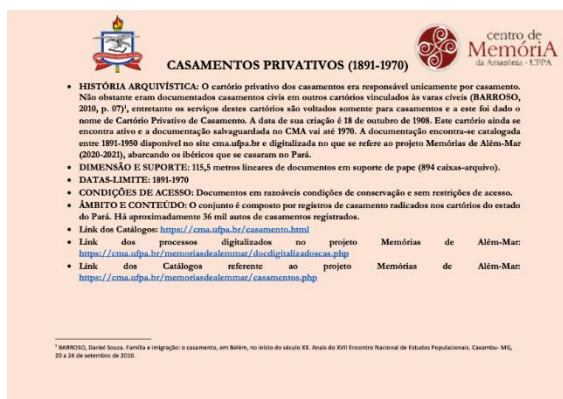 centro de
MemóriA
da Amazônia - UFPA
CASAMENTOS PRIVATIVOS (1891-1970)
• HISTÓRIA ARQUIVÍSTICA: O cartório privativo dos casamentos era responsável unicamente por casamento.
Não obstante eram documentados casamentos civis em outros cartórios vinculados às varas cíveis (BARROSO,
2010, p. 07)¹, entretanto os serviços destes cartórios são voltados somente para casamentos e a este foi dado o
nome de Cartório Privativo de Casamento. A data de sua criação é 18 de outubro de 1908. Este cartório ainda se
encontra ativo e a documentação salvaguardada no CMA vai até 1970. A documentação encontra-se catalogada
entre 1891-1950 disponível no site cma.ufpa.br e digitalizada no que se refere ao projeto Memórias de Além-Mar
(2020-2021), abarcando os ibéricos que se casaram no Pará.
• DIMENSÃO E SUPORTE: 115,5 metros lineares de documentos em suporte de pape (894 caixas-arquivo).
• DATAS-LIMITE: 1891-1970
• CONDIÇÕES DE ACESSO: Documentos em razoáveis condições de conservação e sem restrições de acesso.
• ÂMBITO E CONTEÚDO: O conjunto é composto por registros de casamento radicados nos cartórios do estado
do Pará. Há aproximadamente 36 mil autos de casamentos registrados.
• Link dos Catálogos: https://cma.ufpa.br/casamento.html
• Link dos processos digitalizados no projeto Memórias de Além-Mar:
https://cma.ufpa.br/memoriasdealemmar/docdigitalizadoscas.php
• Link dos Catálogos referente ao projeto Memórias de Além-Mar:
https://cma.ufpa.br/memoriasdealemmar/casamentos.php
¹ BARROSO, Daniel Souza. Família e imigração: o casamento, em Belém, no início do século XX. Anais do XVII Encontro Nacional de Estudos Populacionais. Caxambu- MG,
20 a 24 de setembro de 2010.